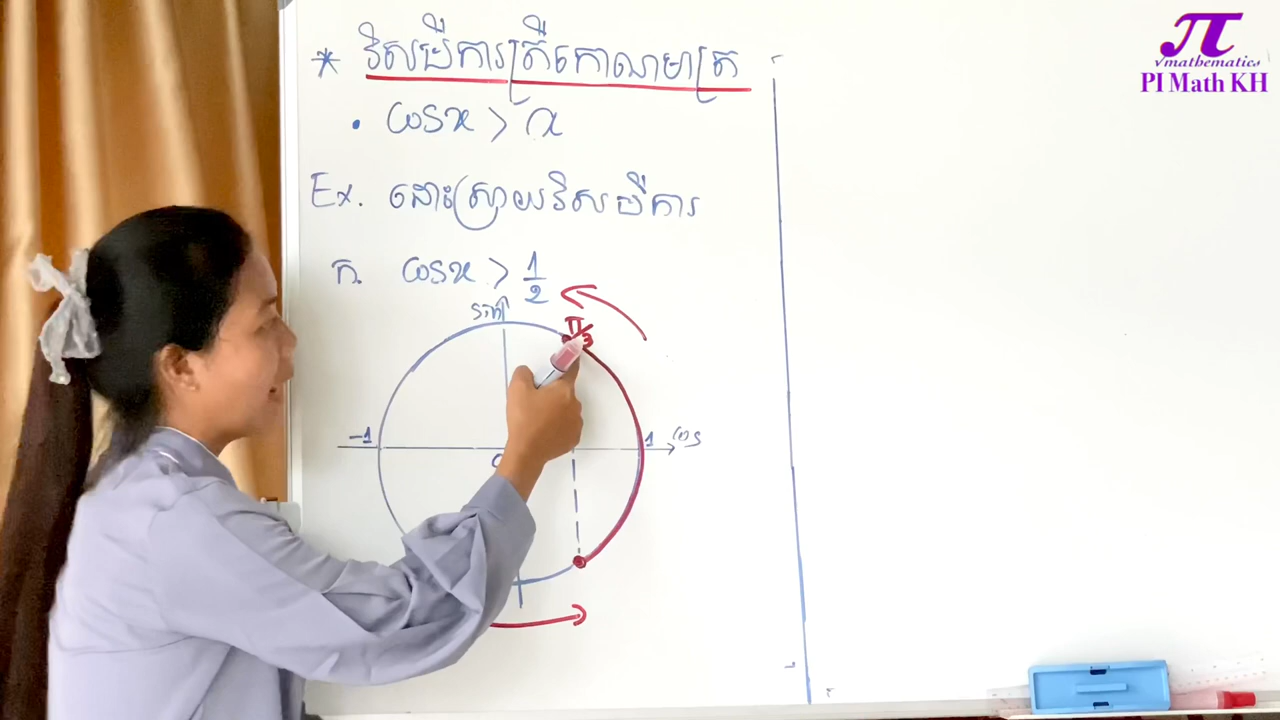 * វិសមីការត្រីកោណមាត្រ
• cosx > a
Ex. ដោះស្រាយវិសមីការ
ក. cosx > 1/2
sin
π/3
-1
1
cos
π
√mathematics
PI Math KH